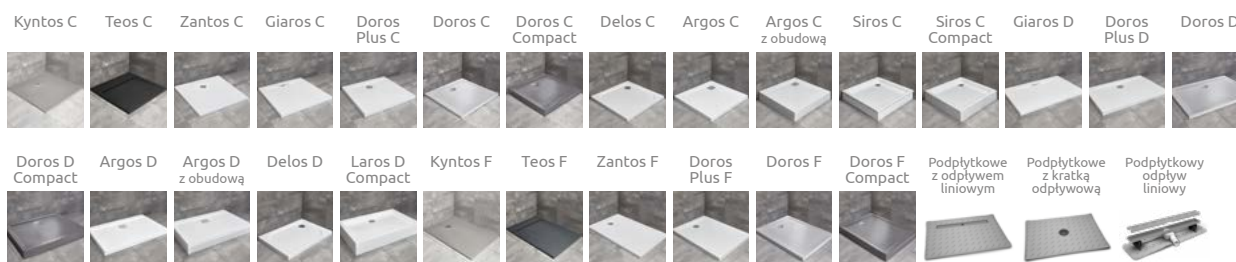 Kyntos C
Teos C
Zantos C
Giaros C
Doros
Plus C
Doros C
Doros C
Compact
Delos C
Argos C
Argos C
z obudową
Siros C
Siros C
Compact
Giaros D
Doros
Plus D
Doros D
Doros D
Compact
Argos D
Argos D
z obudową
Delos D
Laros D
Compact
Kyntos F
Teos F
Zantos F
Doros
Plus F
Doros F
Doros F
Compact
Podpłytkowe
z odpływem
liniowym
Podpłytkowe
z kratką
odpływową
Podpłytkowy
odpływ
liniowy